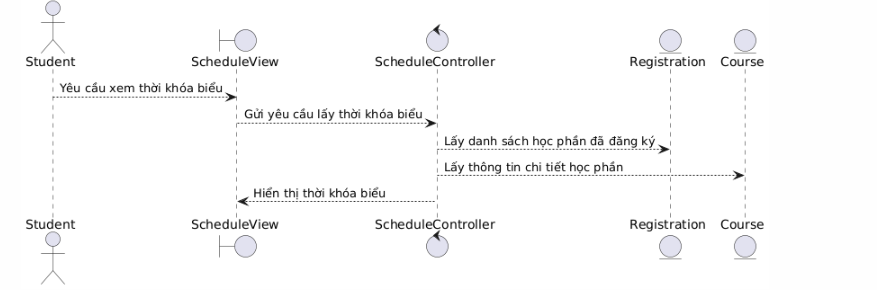 Student
ScheduleView
ScheduleController
Registration
Course
Yêu cầu xem thời khóa biểu
Gửi yêu cầu lấy thời khóa biểu
Lấy danh sách học phần đã đăng ký
Lấy thông tin chi tiết học phần
Hiển thị thời khóa biểu
Student
ScheduleView
ScheduleController
Registration
Course